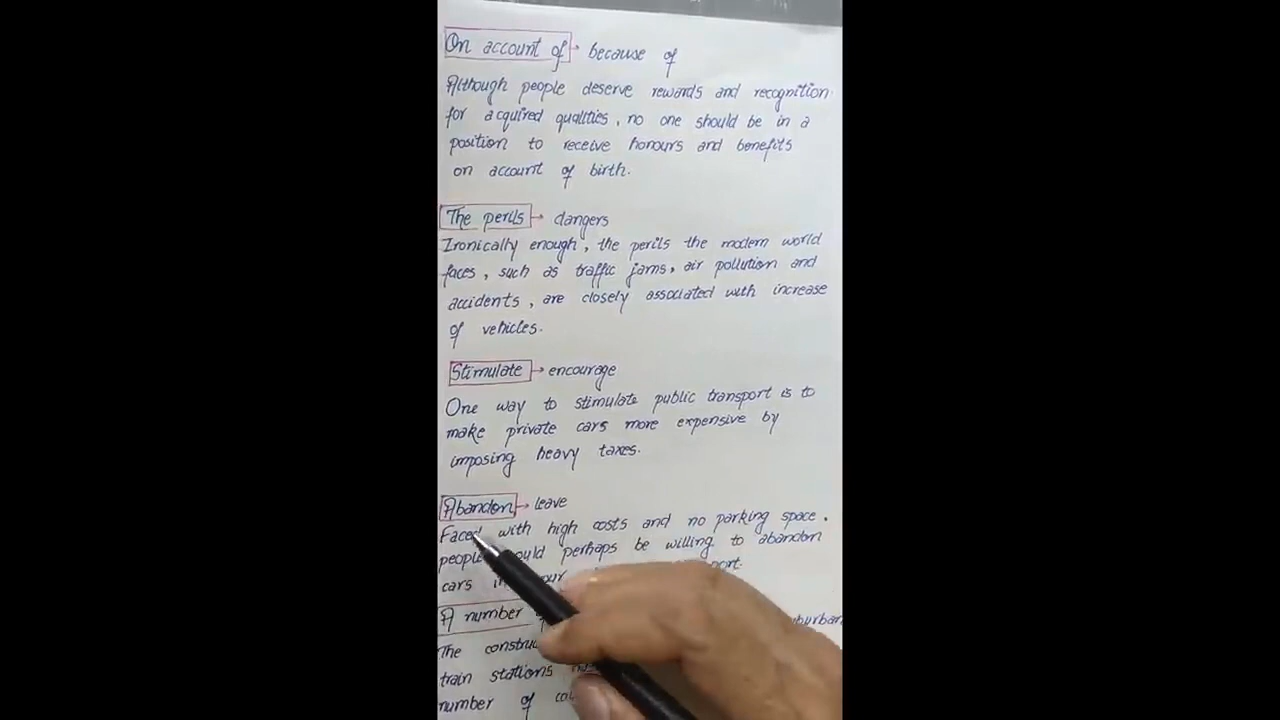 On account of → because of
Although people deserve rewards and recognition
for acquired qualities, no one should be in a
position to receive honours and benefits
on account of birth.
The perils → dangers
Ironically enough, the perils the modern world
faces, such as traffic jams, air pollution and
accidents, are closely associated with increase
of vehicles.
Stimulate → encourage
One way to stimulate public transport is to
make private cars more expensive by
imposing heavy taxes.
Abandon → leave
Faced with high costs and no parking space.
people would perhaps be willing to abandon
cars
A number
The
train stations
number of